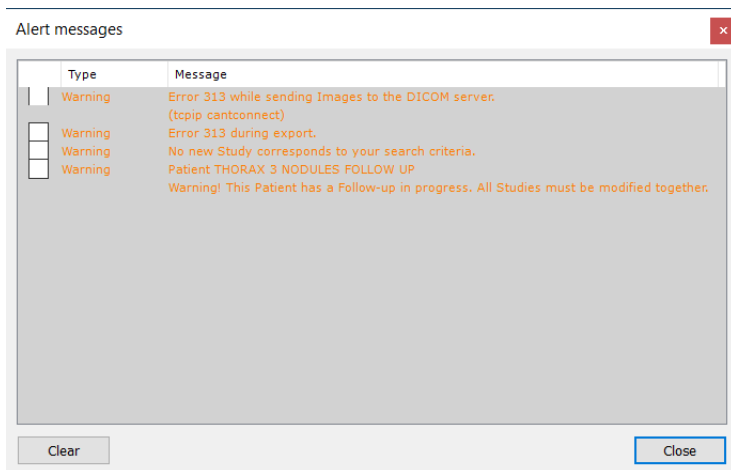 Alert messages
Type Message
Warning Error 313 while sending Images to the DICOM server.
(tcpip cantconnect)
Warning Error 313 during export.
Warning No new Study corresponds to your search criteria.
Warning Patient THORAX 3 NODULES FOLLOW UP
Warning! This Patient has a Follow-up in progress. All Studies must be modified together.
Clear Close